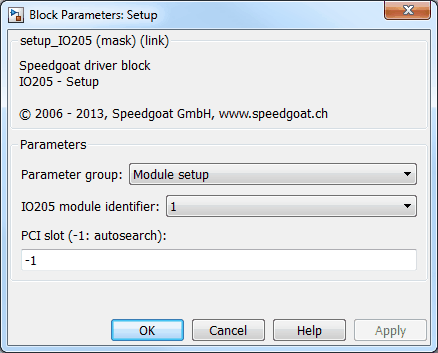 Block Parameters: Setup
setup_IO205 (mask) (link)
Speedgoat driver block
IO205 - Setup
© 2006 - 2013, Speedgoat GmbH, www.speedgoat.ch
Parameters
Parameter group: Module setup
IO205 module identifier: 1
PCI slot (-1: autosearch):
-1
OK Cancel Help Apply